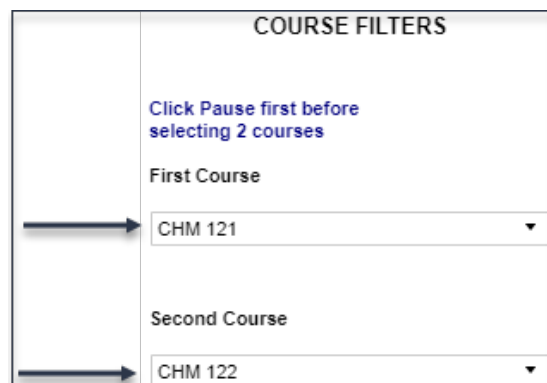 COURSE FILTERS
Click Pause first before
selecting 2 courses
First Course
CHM 121
Second Course
CHM 122